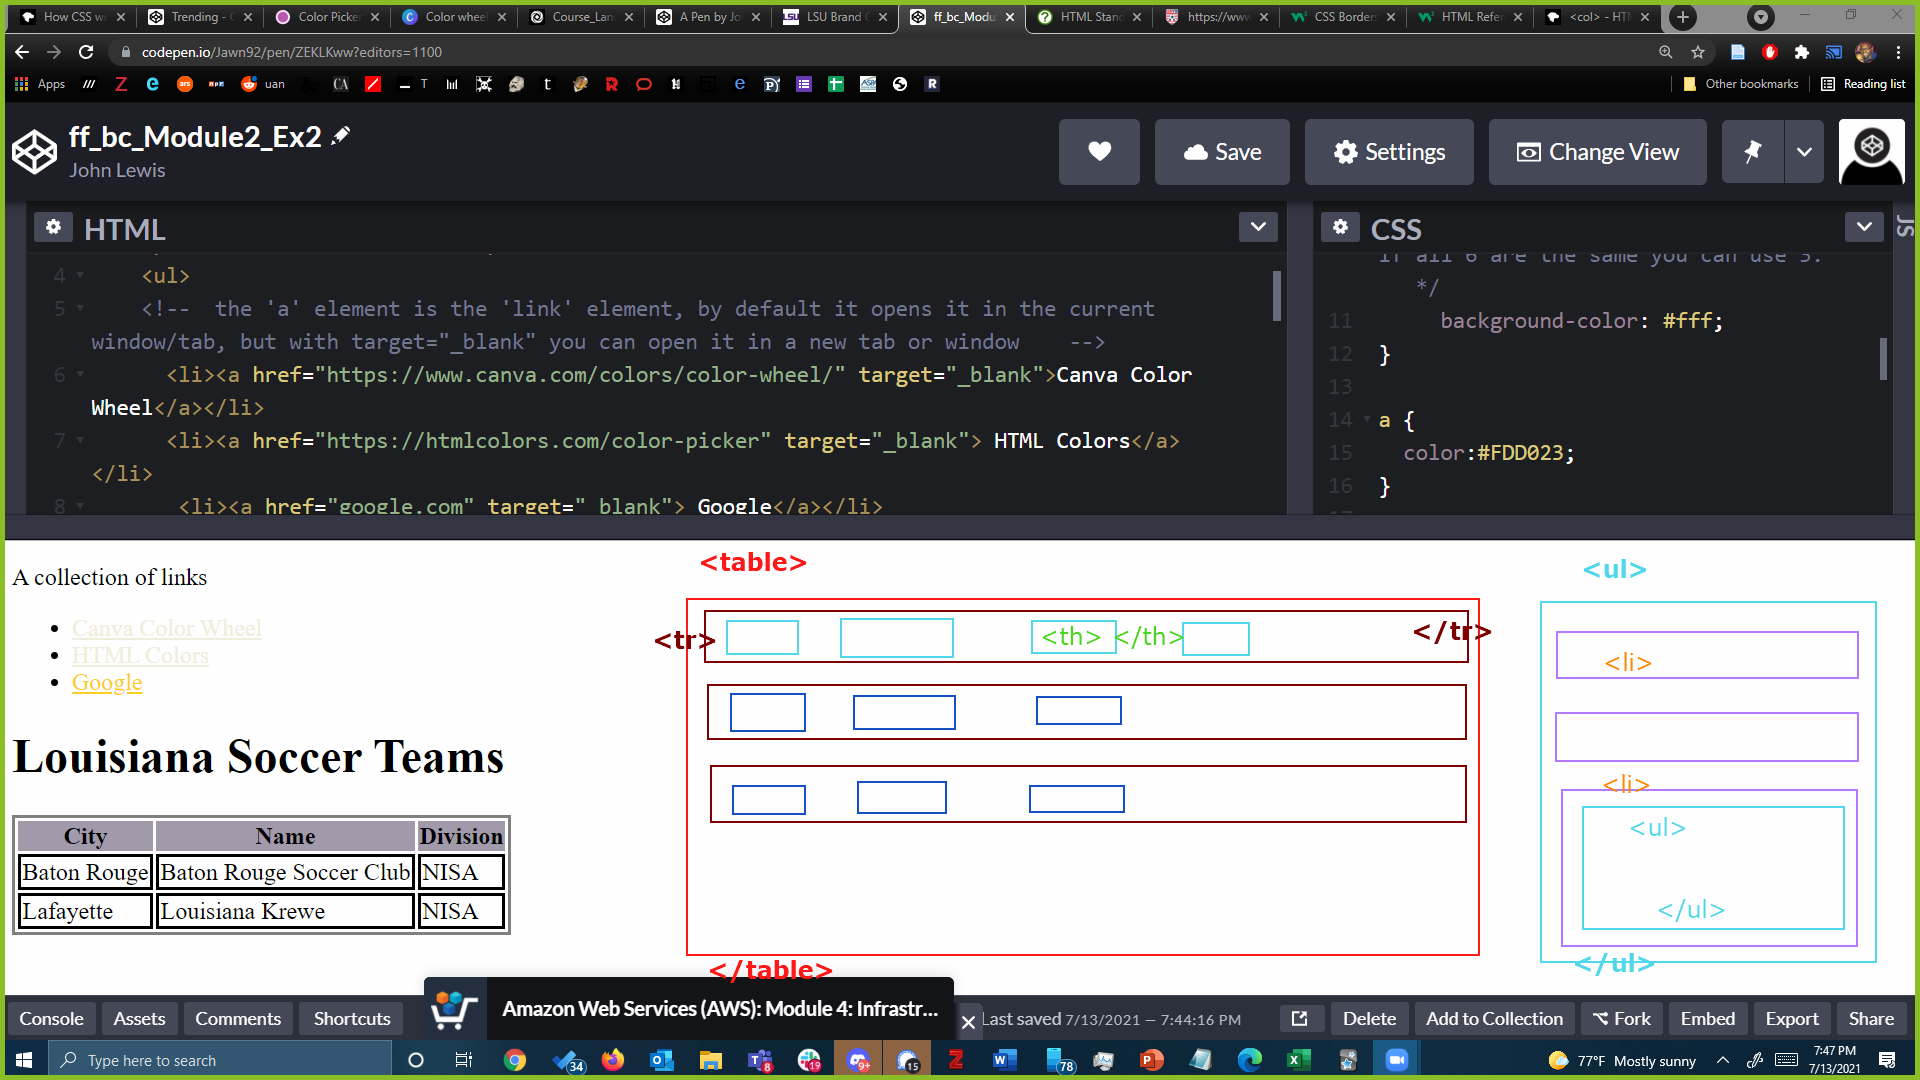 How CSS wo
Trending - C
Color Picker
Color wheel
Course_Lan
A Pen by Jo
LSU Brand C
ff_bc_Modu
HTML Stan
https://www
CSS Borders
HTML Refer
<col> - HT
codepen.io/Jawn92/pen/ZEKLKww?editors=1100
Apps
uan
T
Other bookmarks
Reading list
ff_bc_Module2_Ex2
John Lewis
Save
Settings
Change View
HTML
CSS
JS
4 <ul>
5 <!-- the 'a' element is the 'link' element, by default it opens it in the current
window/tab, but with target="_blank" you can open it in a new tab or window -->
6 <li><a href="https://www.canva.com/colors/color-wheel/" target="_blank">Canva Color
Wheel</a></li>
7 <li><a href="https://htmlcolors.com/color-picker" target="_blank"> HTML Colors</a>
</li>
8 <li><a href="google.com" target="_blank"> Google</a></li>
if all 6 are the same you can use 3.
*/
11 background-color: #fff;
12 }
13
14 a {
15 color:#FDD023;
16 }
A collection of links
Canva Color Wheel
HTML Colors
Google
Louisiana Soccer Teams
City Name Division
Baton Rouge Baton Rouge Soccer Club NISA
Lafayette Louisiana Krewe NISA
<table>
<tr> <th> </th> </tr>
</table>
<ul>
<li>
<li>
<ul>
</ul>
</ul>
Console
Assets
Comments
Shortcuts
Amazon Web Services (AWS): Module 4: Infrastr...
Last saved 7/13/2021 — 7:44:16 PM
Delete
Add to Collection
Fork
Embed
Export
Share
Type here to search
34
8
19
9+
15
78
77°F Mostly sunny
7:47 PM
7/13/2021